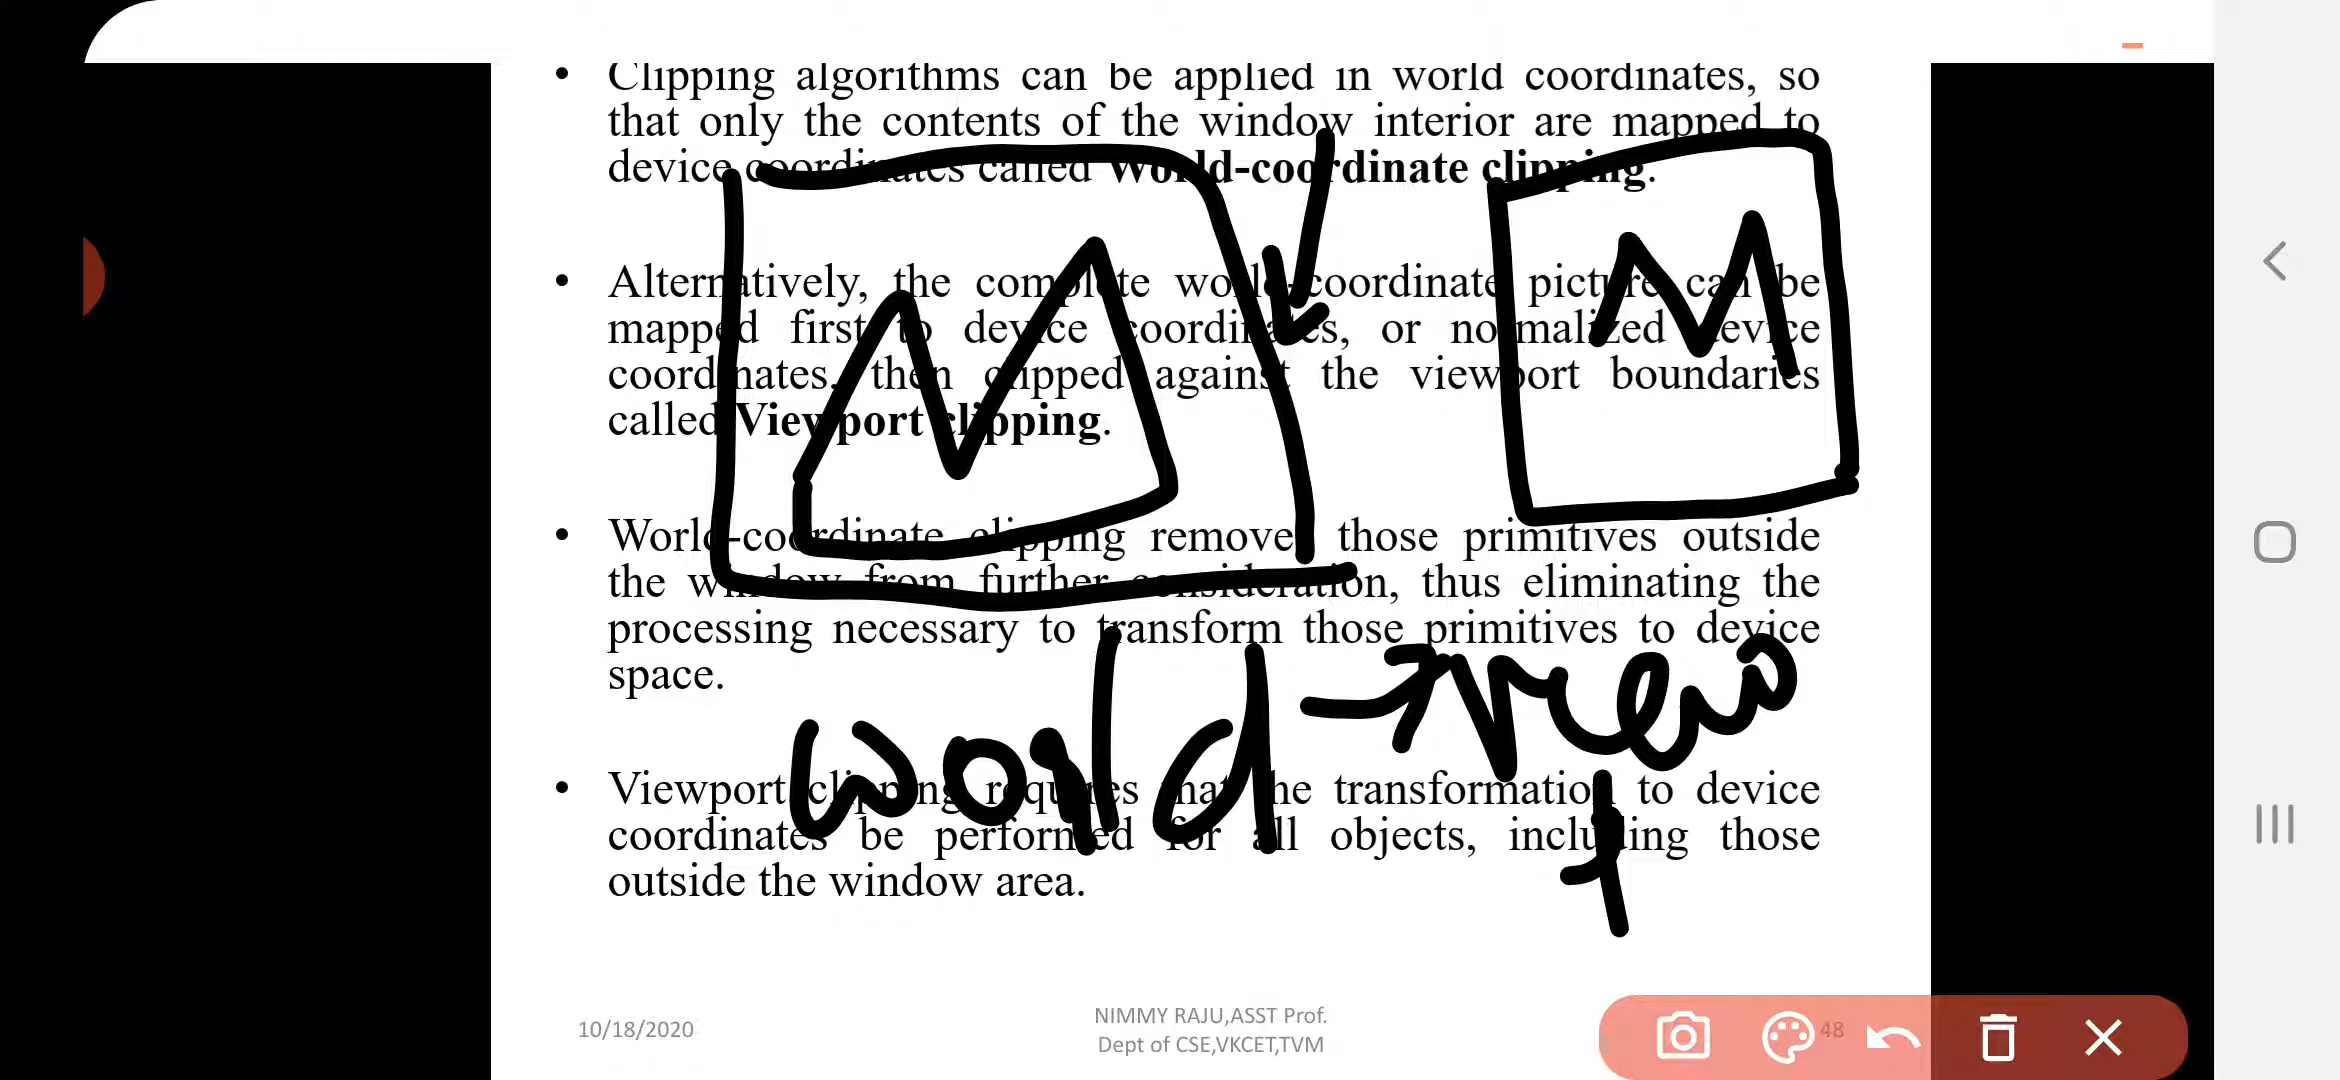 • Clipping algorithms can be applied in world coordinates, so
that only the contents of the window interior are mapped to
device coordinates called World-coordinate clipping.
• Alternatively, the complete world-coordinate picture can be
mapped first to device coordinates, or normalized device
coordinates, then clipped against the viewport boundaries
called Viewport clipping.
• World-coordinate clipping removes those primitives outside
the window from further consideration, thus eliminating the
processing necessary to transform those primitives to device
space.
world → view
• Viewport clipping requires that the transformation to device
coordinates be performed for all objects, including those
outside the window area.
10/18/2020
NIMMY RAJU,ASST Prof.
Dept of CSE,VKCET,TVM
48